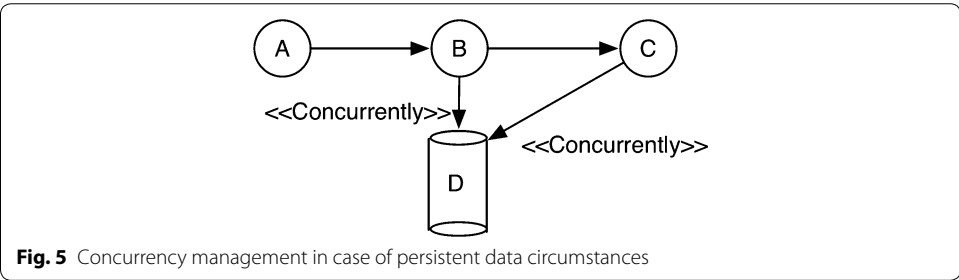 A
B
C
<<Concurrently>>
<<Concurrently>>
D
Fig. 5 Concurrency management in case of persistent data circumstances